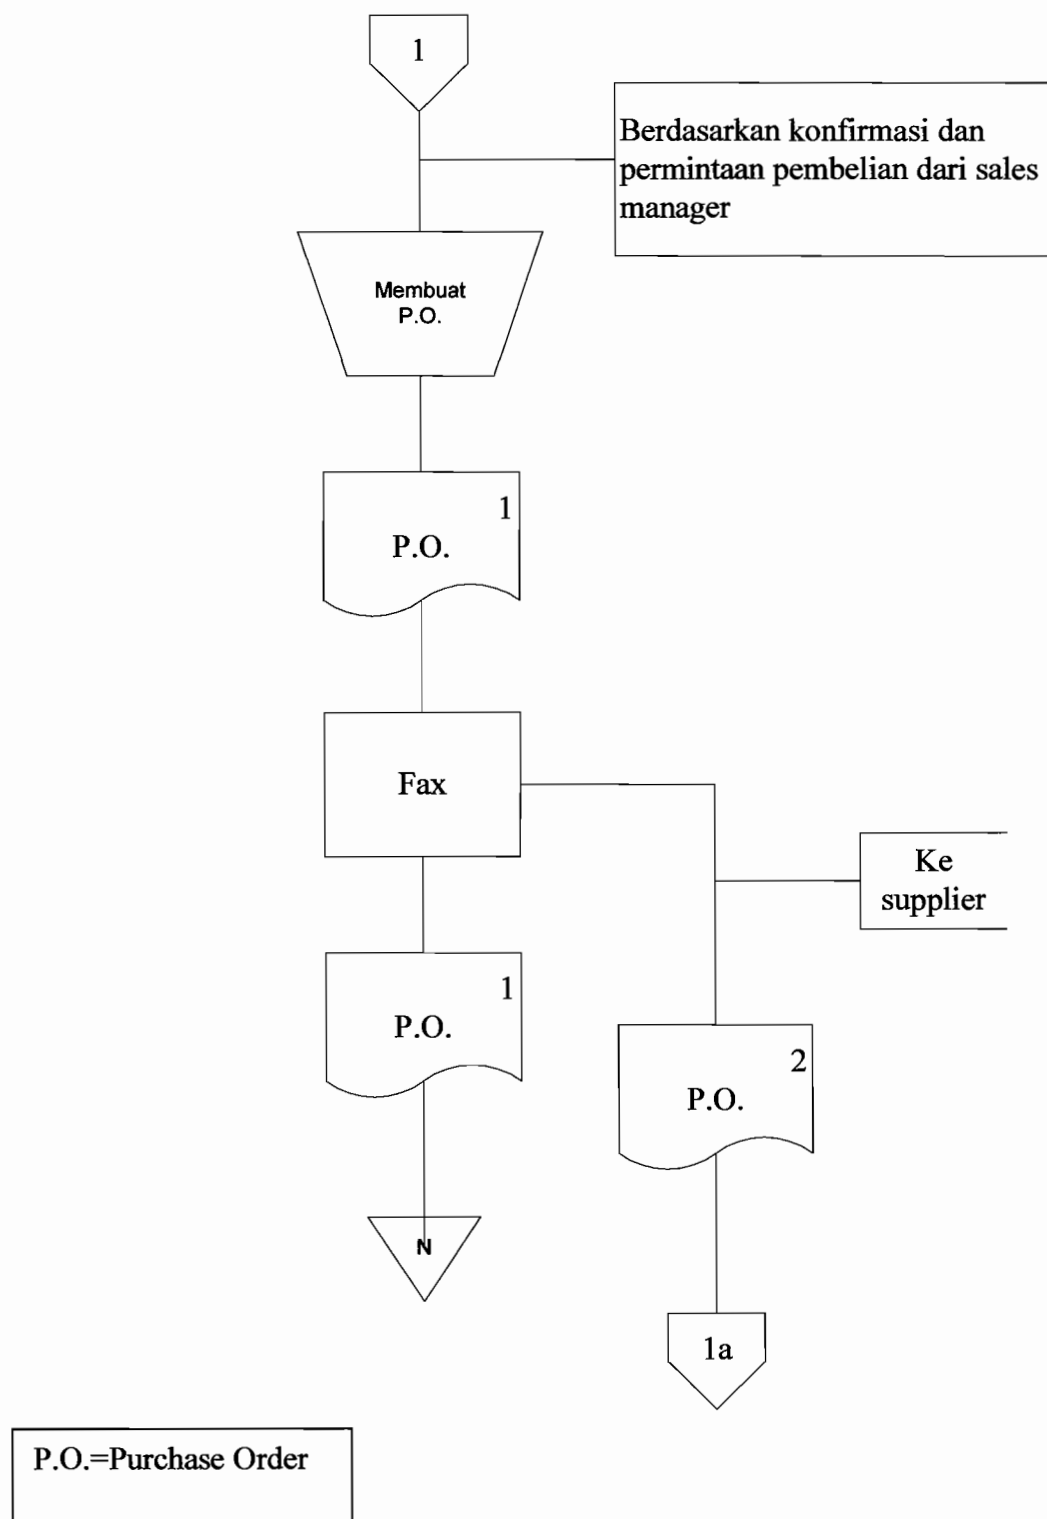 1
Berdasarkan konfirmasi dan
permintaan pembelian dari sales
manager
Membuat
P.O.
1
P.O.
Fax
Ke
supplier
1
P.O.
2
P.O.
N
1a
P.O.=Purchase Order